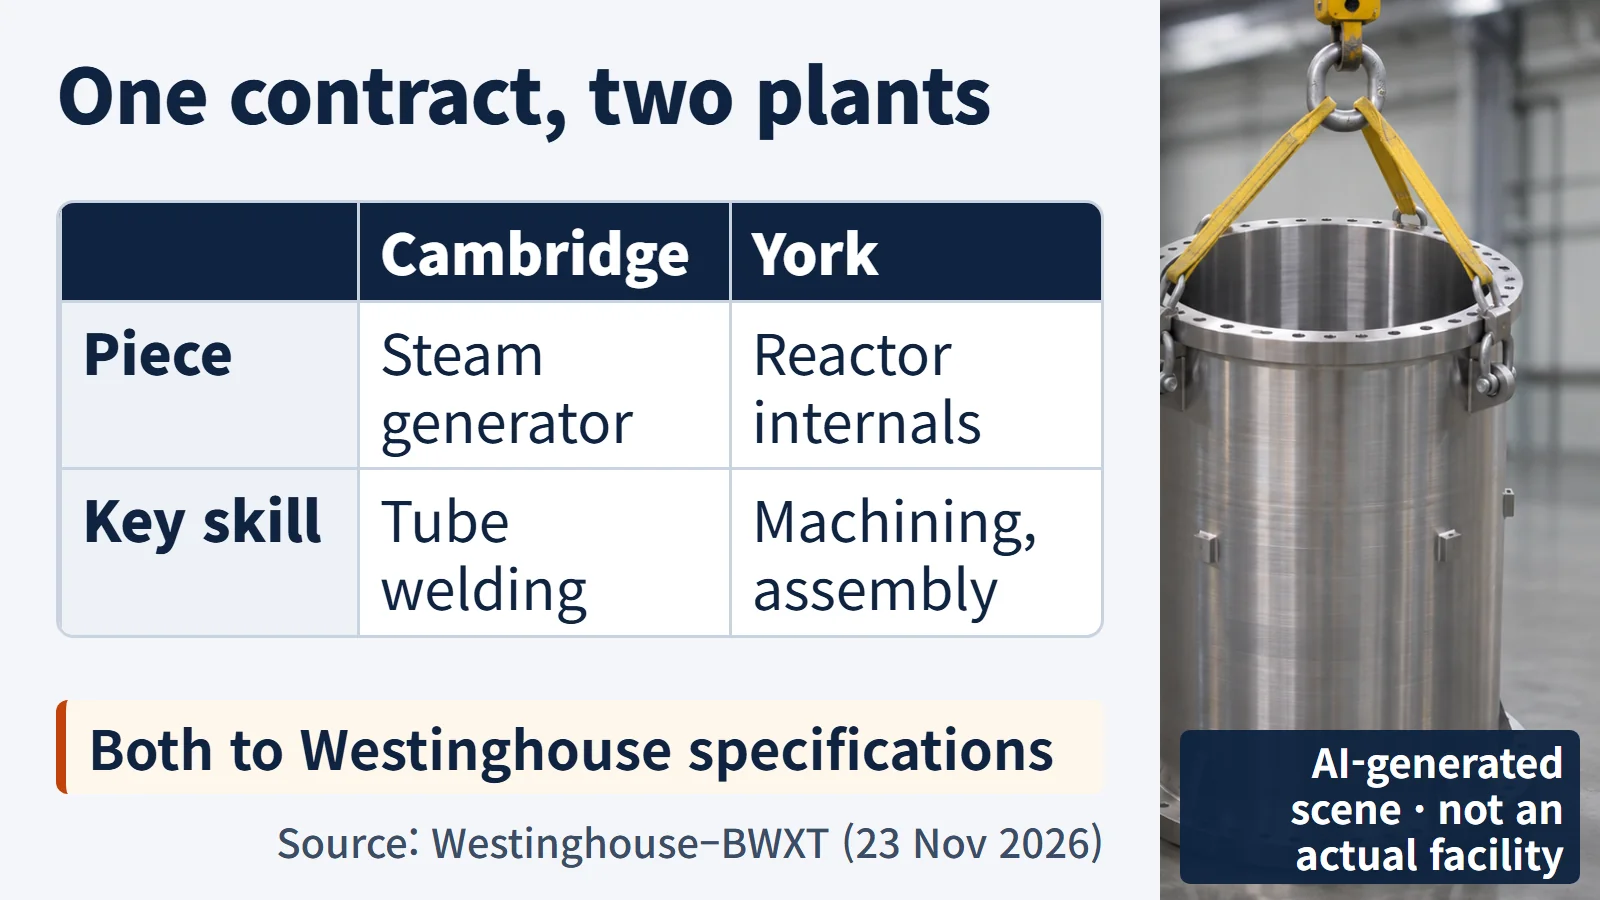 One contract, two plants
Cambridge York
Piece Steam generator Reactor internals
Key skill Tube welding Machining, assembly
Both to Westinghouse specifications
Source: Westinghouse–BWXT (23 Nov 2026)
AI-generated
scene · not an
actual facility